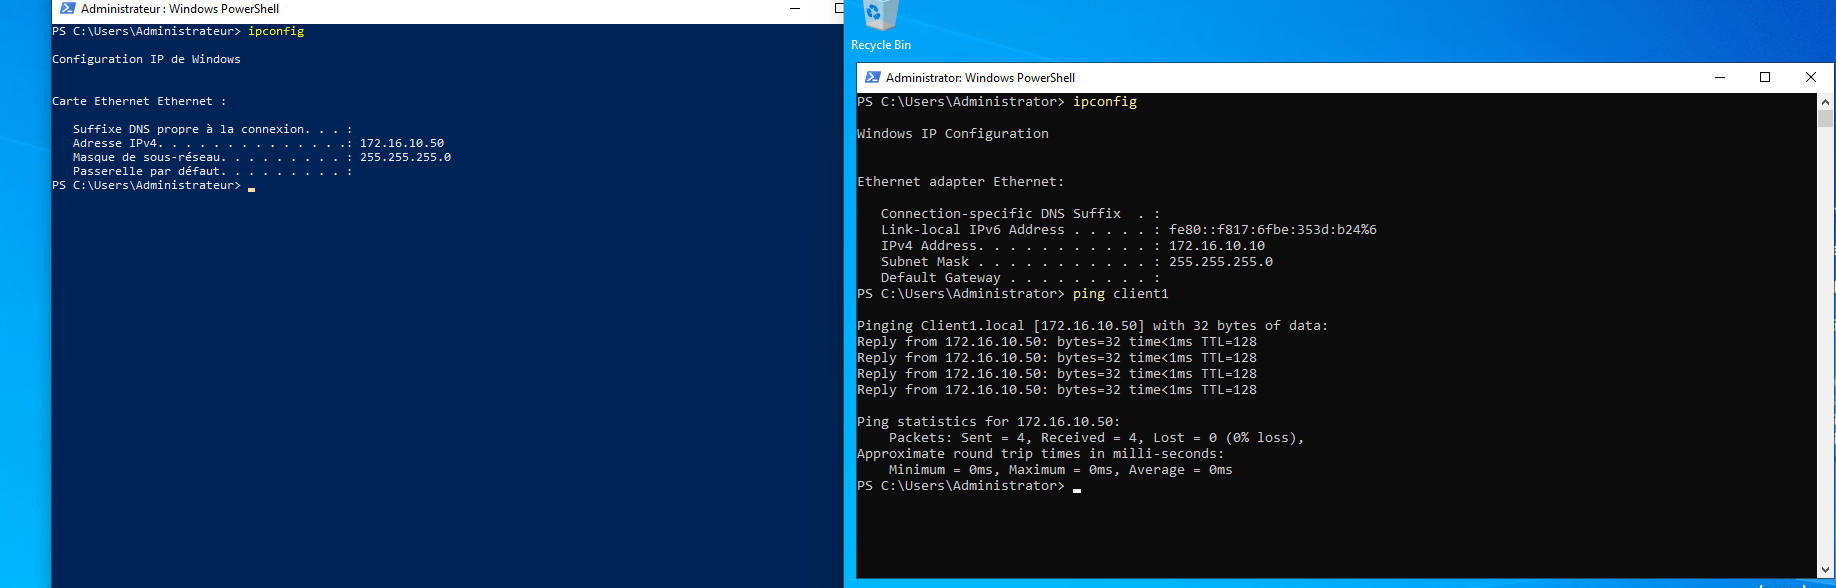 Administrateur : Windows PowerShell
PS C:\Users\Administrateur> ipconfig
Configuration IP de Windows
Carte Ethernet Ethernet :
Suffixe DNS propre à la connexion. . . :
Adresse IPv4. . . . . . . . . . . . . .: 172.16.10.50
Masque de sous-réseau. . . . . . . . . : 255.255.255.0
Passerelle par défaut. . . . . . . . . :
PS C:\Users\Administrateur>
Recycle Bin
Administrator: Windows PowerShell
PS C:\Users\Administrator> ipconfig
Windows IP Configuration
Ethernet adapter Ethernet:
Connection-specific DNS Suffix  . :
Link-local IPv6 Address . . . . . : fe80::f817:6fbe:353d:b24%6
IPv4 Address. . . . . . . . . . . : 172.16.10.10
Subnet Mask . . . . . . . . . . . : 255.255.255.0
Default Gateway . . . . . . . . . :
PS C:\Users\Administrator> ping client1
Pinging Client1.local [172.16.10.50] with 32 bytes of data:
Reply from 172.16.10.50: bytes=32 time<1ms TTL=128
Reply from 172.16.10.50: bytes=32 time<1ms TTL=128
Reply from 172.16.10.50: bytes=32 time<1ms TTL=128
Reply from 172.16.10.50: bytes=32 time<1ms TTL=128
Ping statistics for 172.16.10.50:
Packets: Sent = 4, Received = 4, Lost = 0 (0% loss),
Approximate round trip times in milli-seconds:
Minimum = 0ms, Maximum = 0ms, Average = 0ms
PS C:\Users\Administrator>